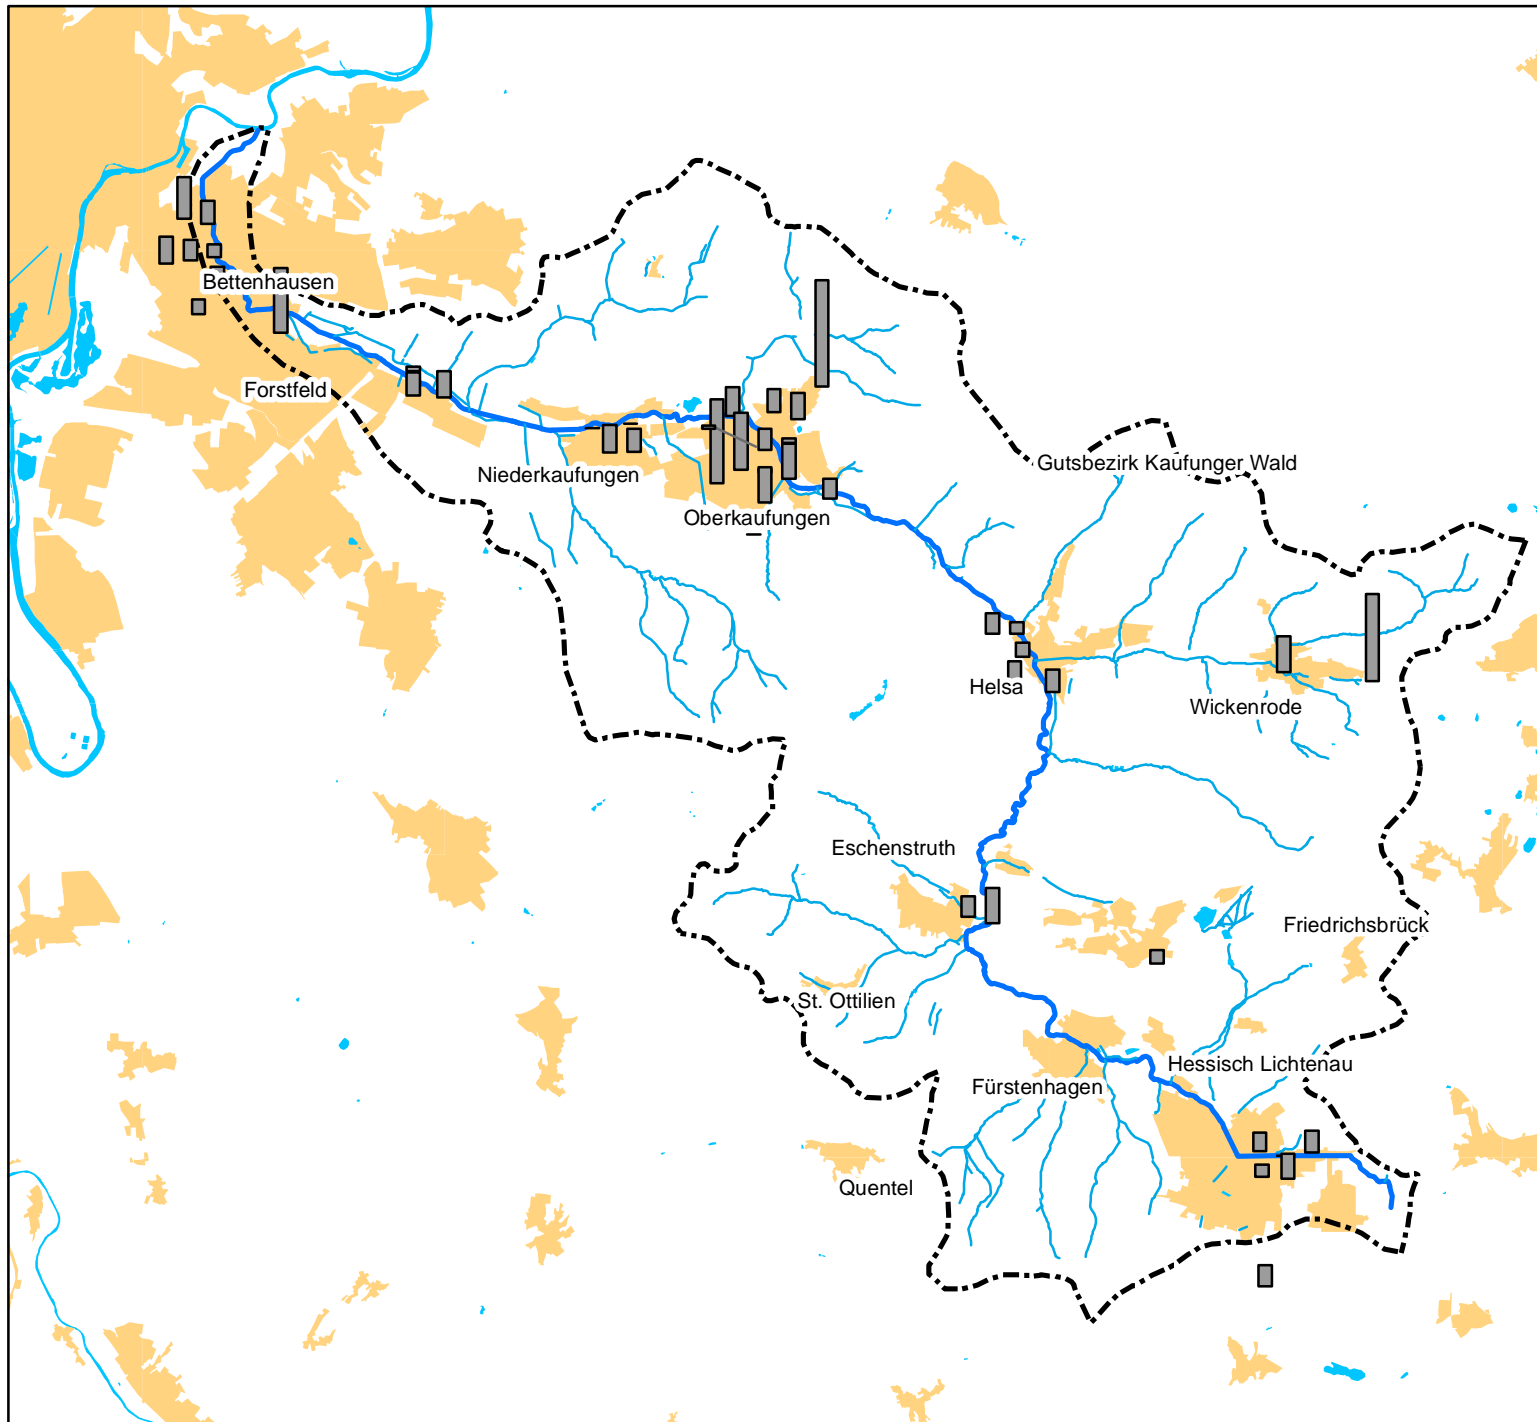 Bettenhausen
Forstfeld
Gutsbezirk Kaufunger Wald
Niederkaufungen
Oberkaufungen
Helsa
Wickenrode
Eschenstruth
Friedrichsbrück
St. Ottilien
Hessisch Lichtenau
Fürstenhagen
Quentel